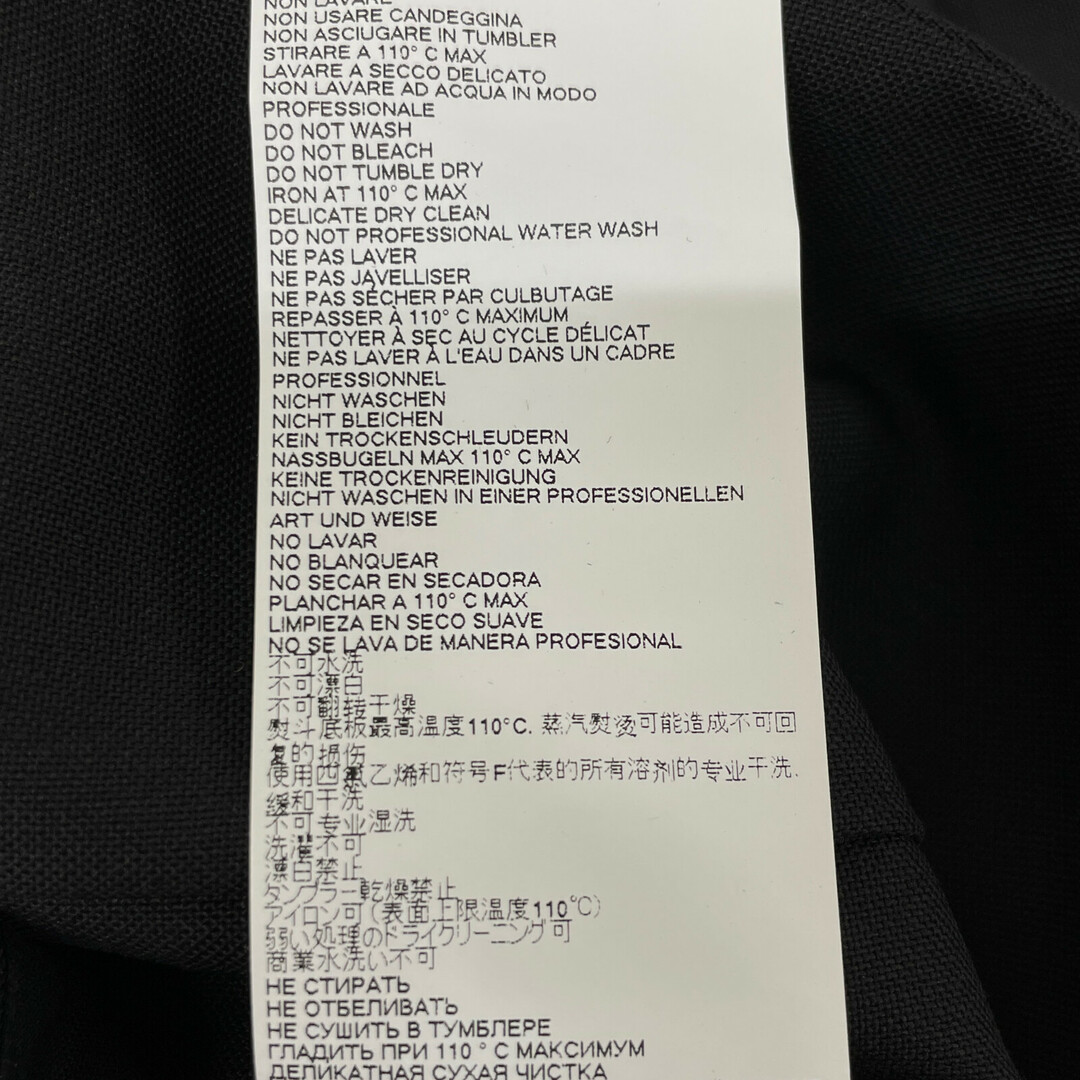 NON LAVARE
NON USARE CANDEGGINA
NON ASCIUGARE IN TUMBLER
STIRARE A 110° C MAX
LAVARE A SECCO DELICATO
NON LAVARE AD ACQUA IN MODO
PROFESSIONALE
DO NOT WASH
DO NOT BLEACH
DO NOT TUMBLE DRY
IRON AT 110° C MAX
DELICATE DRY CLEAN
DO NOT PROFESSIONAL WATER WASH
NE PAS LAVER
NE PAS JAVELLISER
NE PAS SÉCHER PAR CULBUTAGE
REPASSER À 110° C MAXIMUM
NETTOYER À SEC AU CYCLE DÉLICAT
NE PAS LAVER À L'EAU DANS UN CADRE
PROFESSIONNEL
NICHT WASCHEN
NICHT BLEICHEN
KEIN TROCKENSCHLEUDERN
NASSBUGELN MAX 110° C MAX
KEINE TROCKENREINIGUNG
NICHT WASCHEN IN EINER PROFESSIONELLEN
ART UND WEISE
NO LAVAR
NO BLANQUEAR
NO SECAR EN SECADORA
PLANCHAR A 110° C MAX
LIMPIEZA EN SECO SUAVE
NO SE LAVA DE MANERA PROFESIONAL
不可水洗
不可漂白
不可翻转干燥
熨斗底板最高温度110°C. 蒸汽熨烫可能造成不可回
复的损伤
使用四氯乙烯和符号F代表的所有溶剂的专业干洗.
缓和干洗
不可专业湿洗
洗濯不可
漂白禁止
タンブラー乾燥禁止
アイロン可(表面上限温度110°C)
弱い処理のドライクリーニング可
商業水洗い不可
НЕ СТИРАТЬ
НЕ ОТБЕЛИВАТЬ
НЕ СУШИТЬ В ТУМБЛЕРЕ
ГЛАДИТЬ ПРИ 110 ° С МАКСИМУМ
ДЕЛИКАТНАЯ СУХАЯ ЧИСТКА